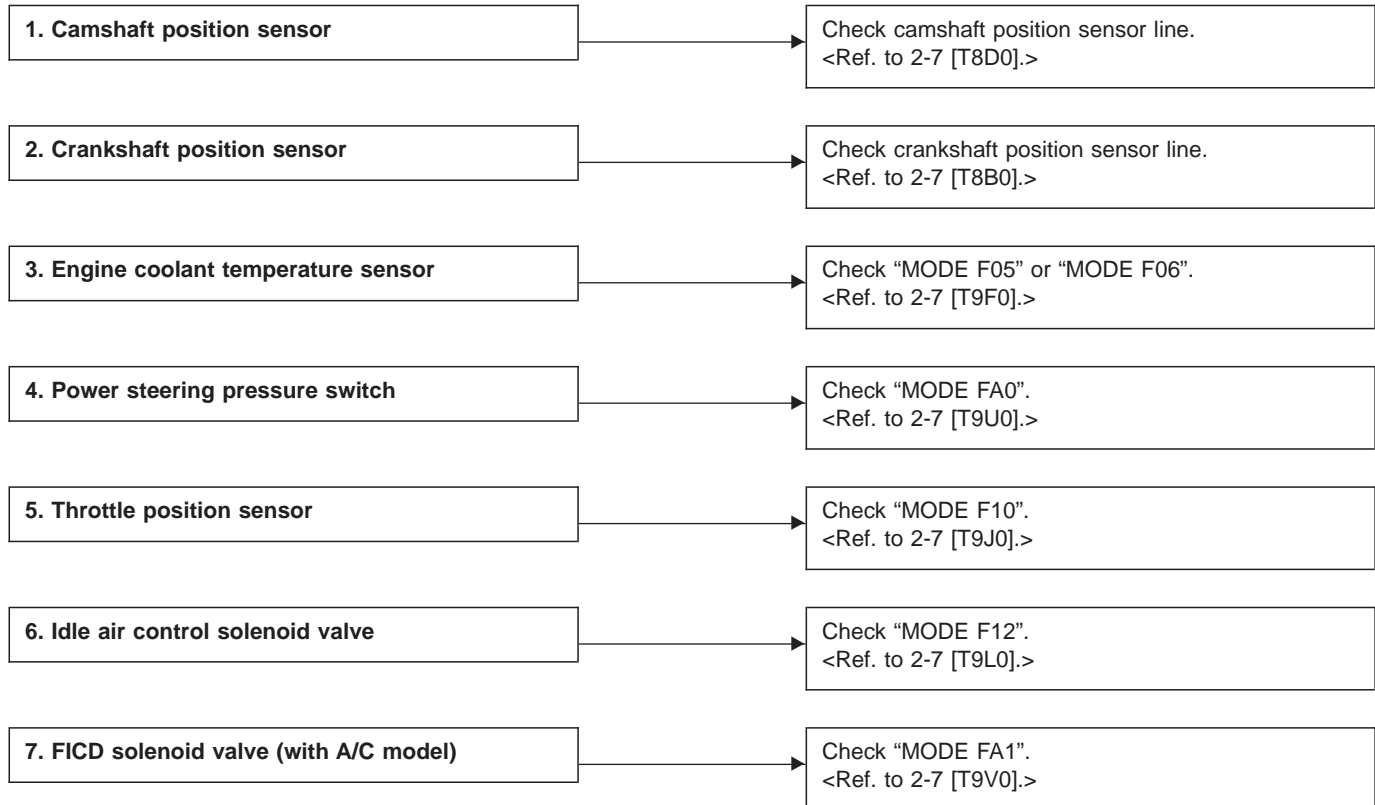 1. Camshaft position sensor
Check camshaft position sensor line.
<Ref. to 2-7 [T8D0].>
2. Crankshaft position sensor
Check crankshaft position sensor line.
<Ref. to 2-7 [T8B0].>
3. Engine coolant temperature sensor
Check “MODE F05” or “MODE F06”.
<Ref. to 2-7 [T9F0].>
4. Power steering pressure switch
Check “MODE FA0”.
<Ref. to 2-7 [T9U0].>
5. Throttle position sensor
Check “MODE F10”.
<Ref. to 2-7 [T9J0].>
6. Idle air control solenoid valve
Check “MODE F12”.
<Ref. to 2-7 [T9L0].>
7. FICD solenoid valve (with A/C model)
Check “MODE FA1”.
<Ref. to 2-7 [T9V0].>